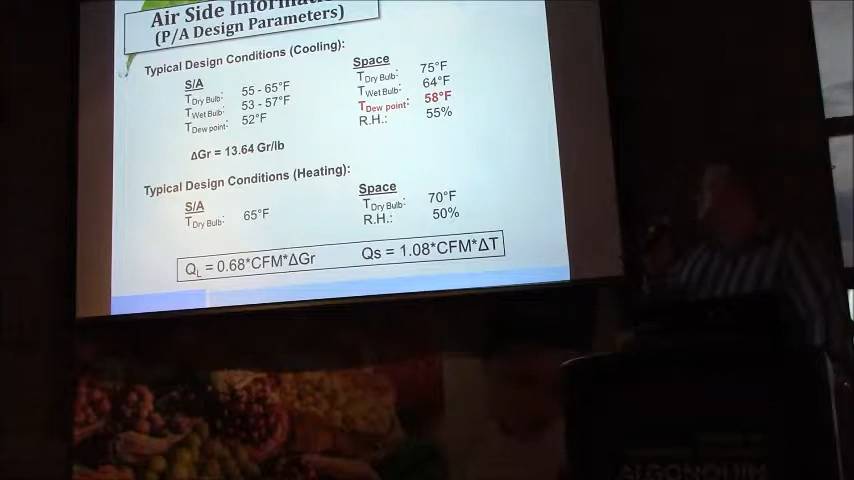 Air Side
(P/A Design Parameters)
Typical Design Conditions (Cooling):
S/A
TDry Bulb: 55 - 65°F
TWet Bulb: 53 - 57°F
TDew point: 52°F
Space
TDry Bulb: 75°F
TWet Bulb: 64°F
TDew point: 58°F
R.H.: 55%
ΔGr = 13.64 Gr/lb
Typical Design Conditions (Heating):
S/A
TDry Bulb: 65°F
Space
TDry Bulb: 70°F
R.H.: 50%
QL = 0.68*CFM*ΔGr Qs = 1.08*CFM*ΔT
ALGONQUIN